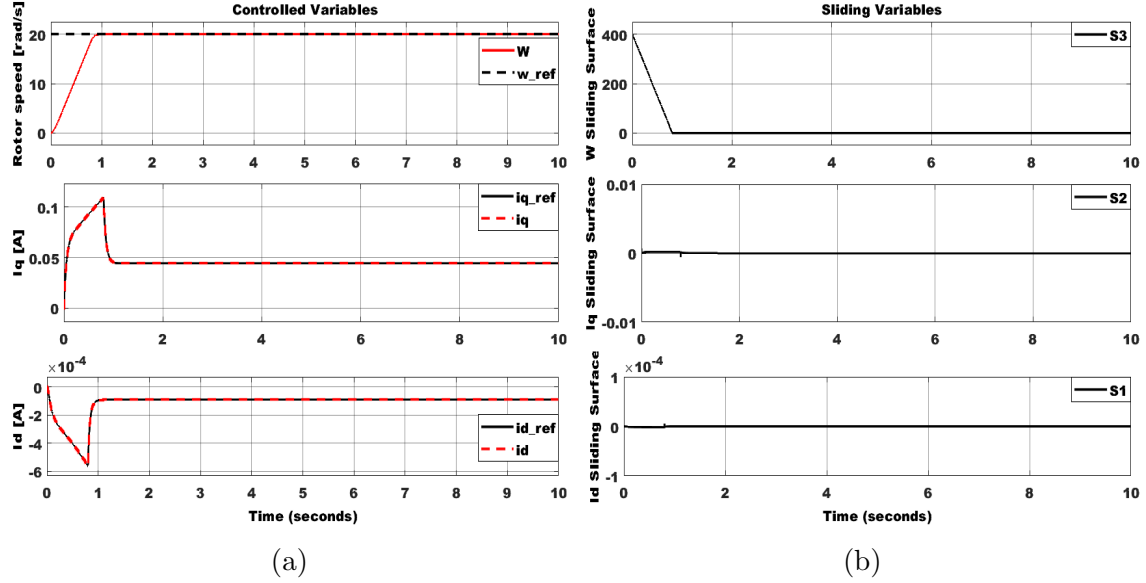 Controlled Variables
Rotor speed [rad/s]
20
10
0
W
w_ref
0 1 2 3 4 5 6 7 8 9 10
Iq [A]
0.1
0.05
0
iq_ref
iq
0 2 4 6 8 10
×10⁻⁴
Id [A]
0
-2
-4
-6
id_ref
id
0 1 2 3 4 5 6 7 8 9 10
Time (seconds)
(a)
Sliding Variables
W Sliding Surface
400
200
0
S3
0 2 4 6 8 10
Iq Sliding Surface
0.01
0
-0.01
S2
0 2 4 6 8 10
×10⁻⁴
Id Sliding Surface
1
0
-1
S1
0 2 4 6 8 10
Time (seconds)
(b)